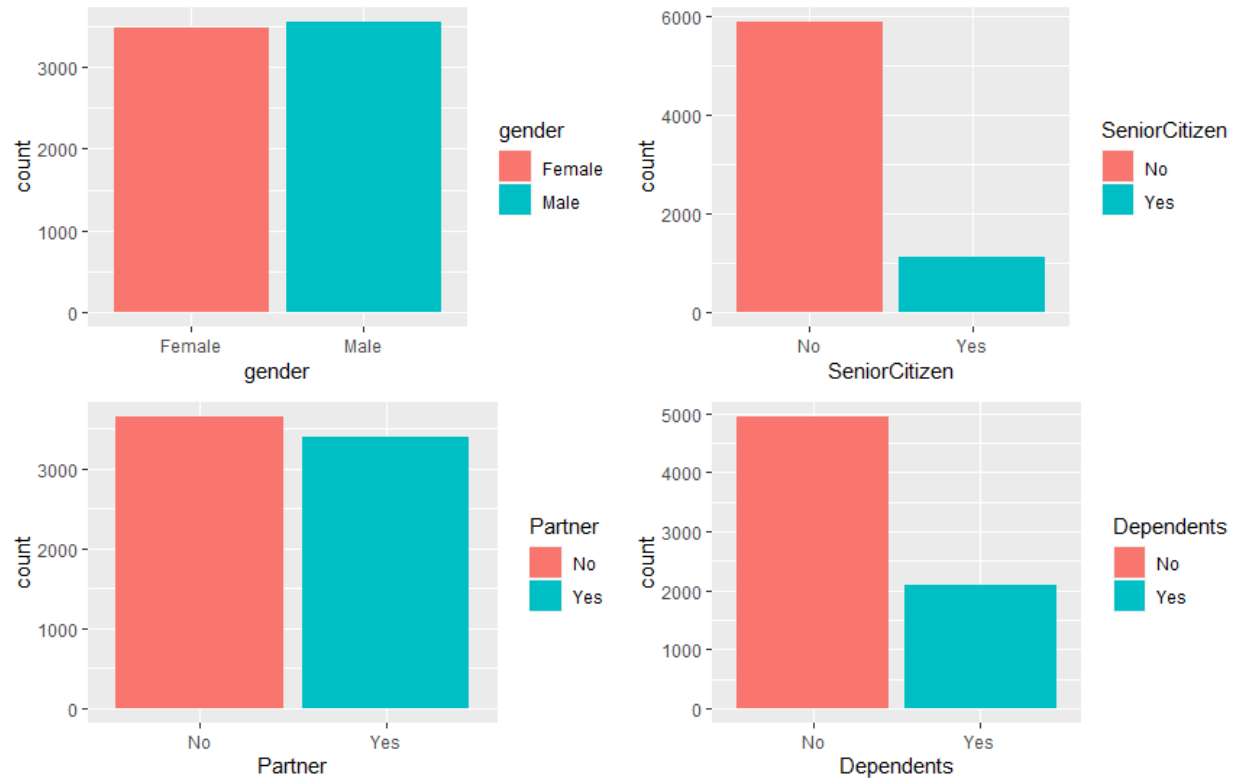 count
3000
2000
1000
0
Female
Male
gender
gender
Female
Male
count
6000
4000
2000
0
No
Yes
SeniorCitizen
SeniorCitizen
No
Yes
count
3000
2000
1000
0
No
Yes
Partner
Partner
No
Yes
count
5000
4000
3000
2000
1000
0
No
Yes
Dependents
Dependents
No
Yes